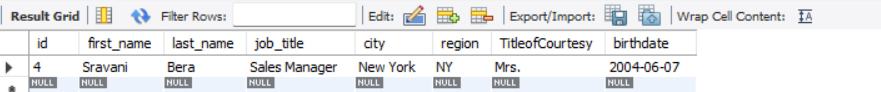 Result Grid Filter Rows: Edit: Export/Import: Wrap Cell Content: IA
id first_name last_name job_title city region TitleofCourtesy birthdate
4 Sravani Bera Sales Manager New York NY Mrs. 2004-06-07
NULL NULL NULL NULL NULL NULL NULL NULL